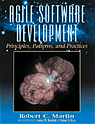 AGILE SOFTWARE
DEVELOPMENT
Principles, Patterns, and Practices
Robert C. Martin